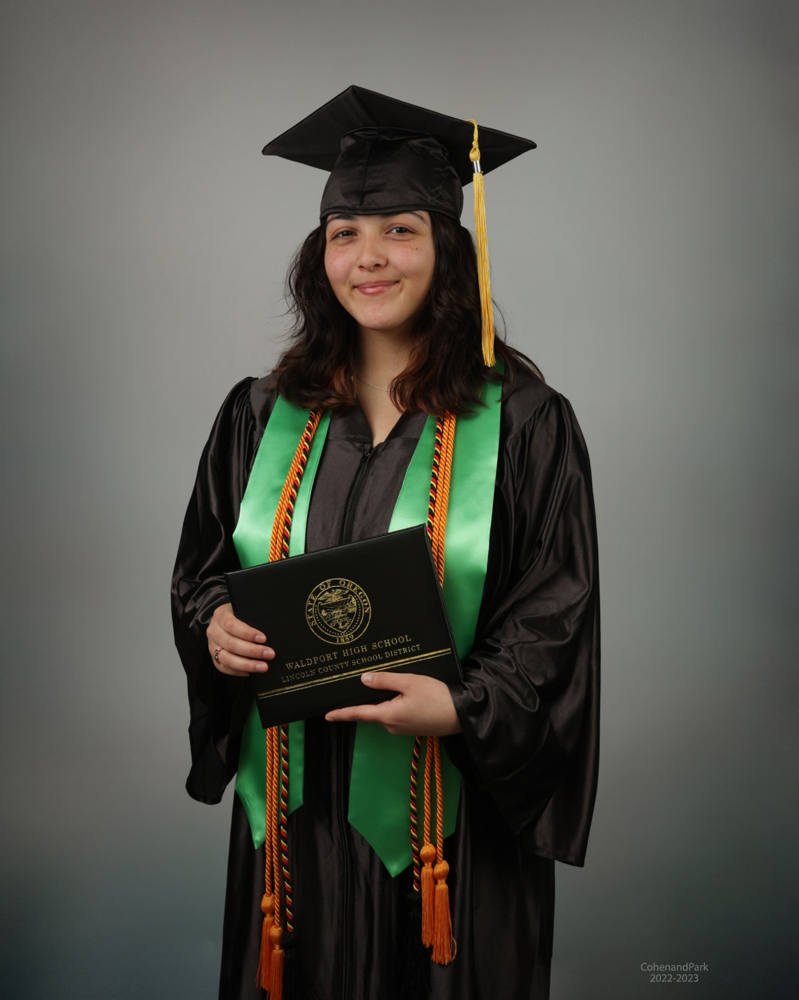 STATE OF OREGON
1859
WALDPORT HIGH SCHOOL
LINCOLN COUNTY SCHOOL DISTRICT
CohenandPark
2022-2023